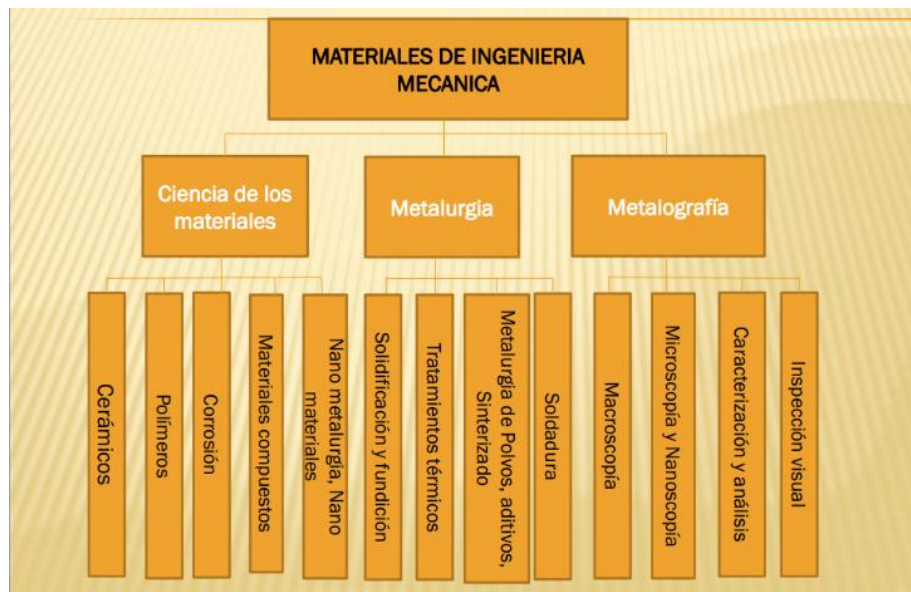 MATERIALES DE INGENIERIA
MECANICA
Ciencia de los
materiales
Metalurgia
Metalografía
Cerámicos
Polímeros
Corrosión
Materiales compuestos
Nano metalurgía, Nano
materiales
Solidificación y fundición
Tratamientos térmicos
Metalurgia de Polvos, aditivos,
Sinterizado
Soldadura
Macroscopía
Microscopía y Nanoscopía
Caracterización y análisis
Inspección visual